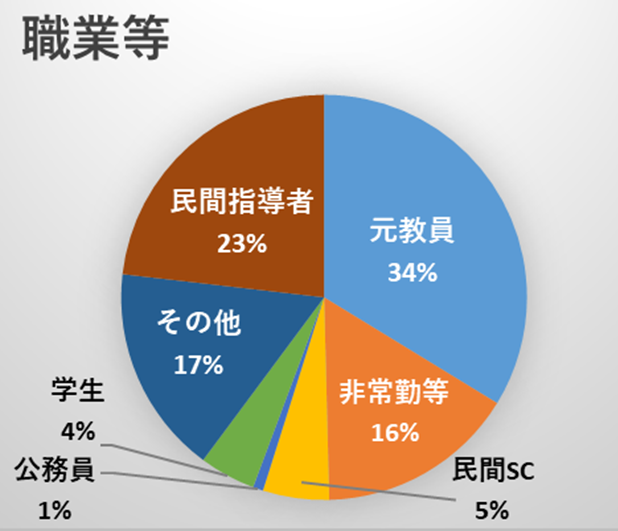 職業等
元教員
34%
非常勤等
16%
民間SC
5%
公務員
1%
学生
4%
その他
17%
民間指導者
23%